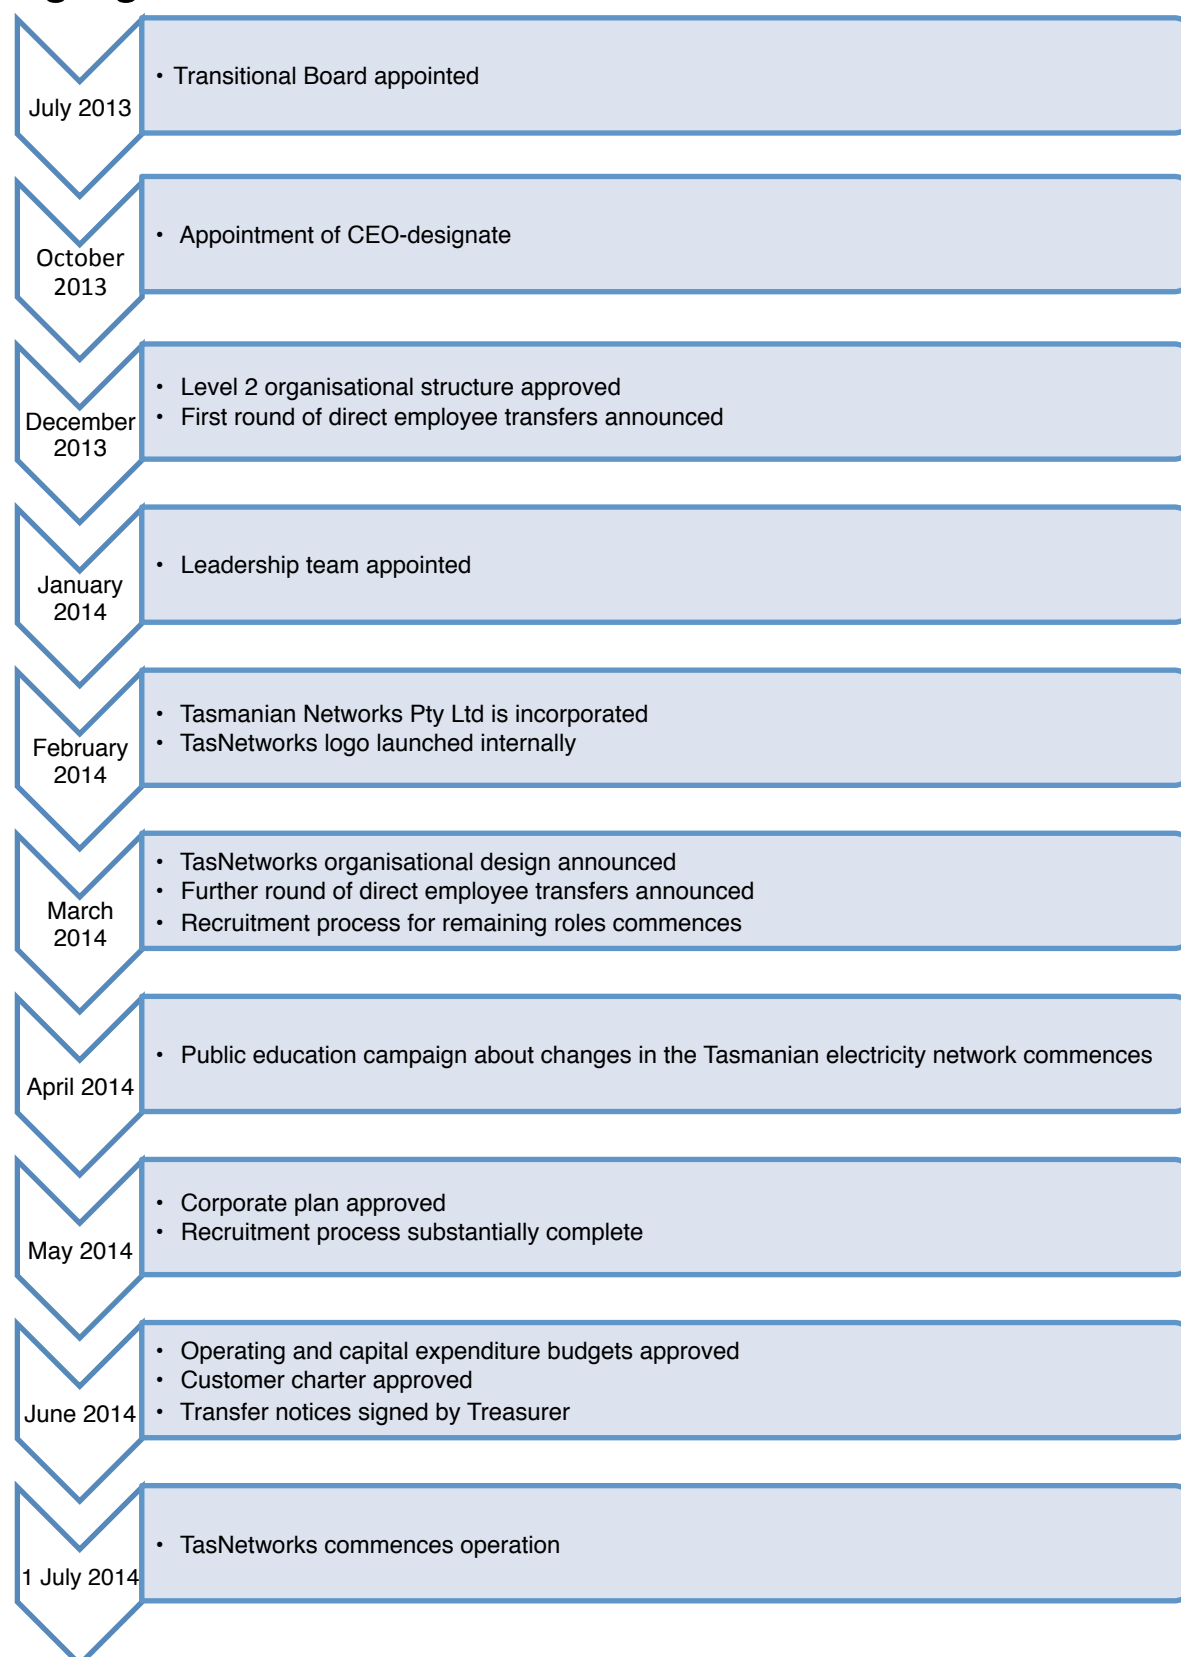 July 2013
• Transitional Board appointed
October
2013
• Appointment of CEO-designate
December
2013
• Level 2 organisational structure approved
• First round of direct employee transfers announced
January
2014
• Leadership team appointed
February
2014
• Tasmanian Networks Pty Ltd is incorporated
• TasNetworks logo launched internally
March
2014
• TasNetworks organisational design announced
• Further round of direct employee transfers announced
• Recruitment process for remaining roles commences
April 2014
• Public education campaign about changes in the Tasmanian electricity network commences
May 2014
• Corporate plan approved
• Recruitment process substantially complete
June 2014
• Operating and capital expenditure budgets approved
• Customer charter approved
• Transfer notices signed by Treasurer
1 July 2014
• TasNetworks commences operation